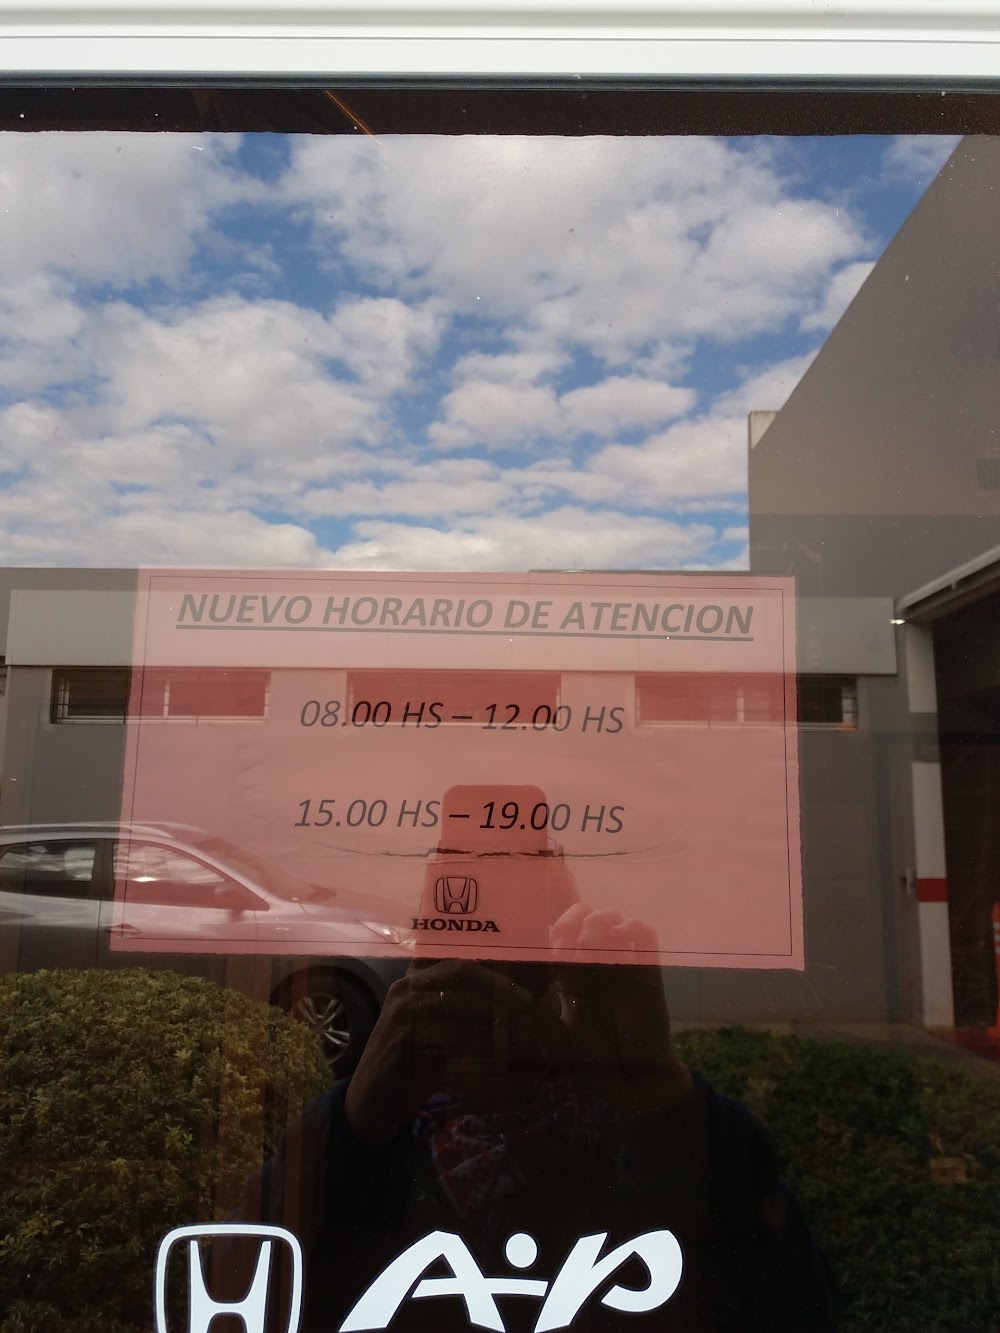 NUEVO HORARIO DE ATENCION
08.00 HS – 12.00 HS
15.00 HS – 19.00 HS
HONDA